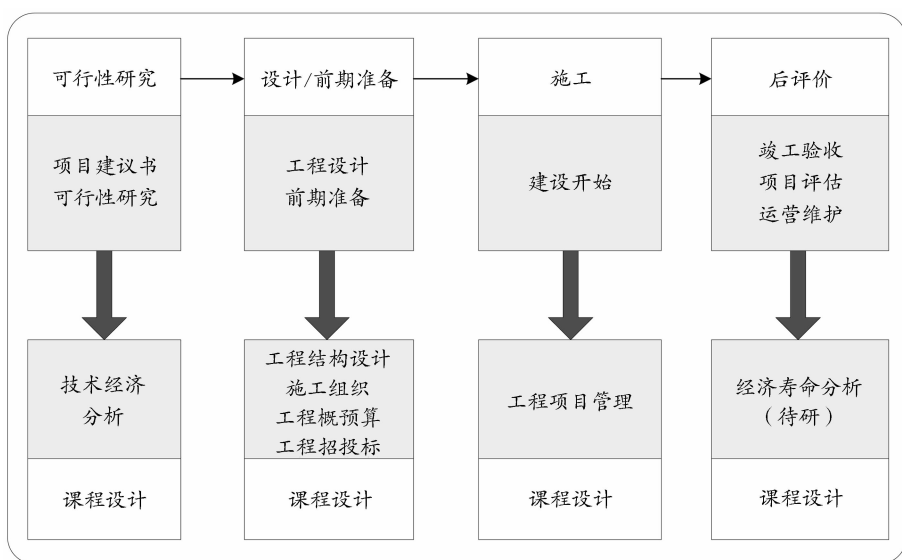 可行性研究
设计/前期准备
施工
后评价
项目建议书
可行性研究
工程设计
前期准备
建设开始
竣工验收
项目评估
运营维护
技术经济
分析
工程结构设计
施工组织
工程概预算
工程招投标
工程项目管理
经济寿命分析
（待研）
课程设计
课程设计
课程设计
课程设计